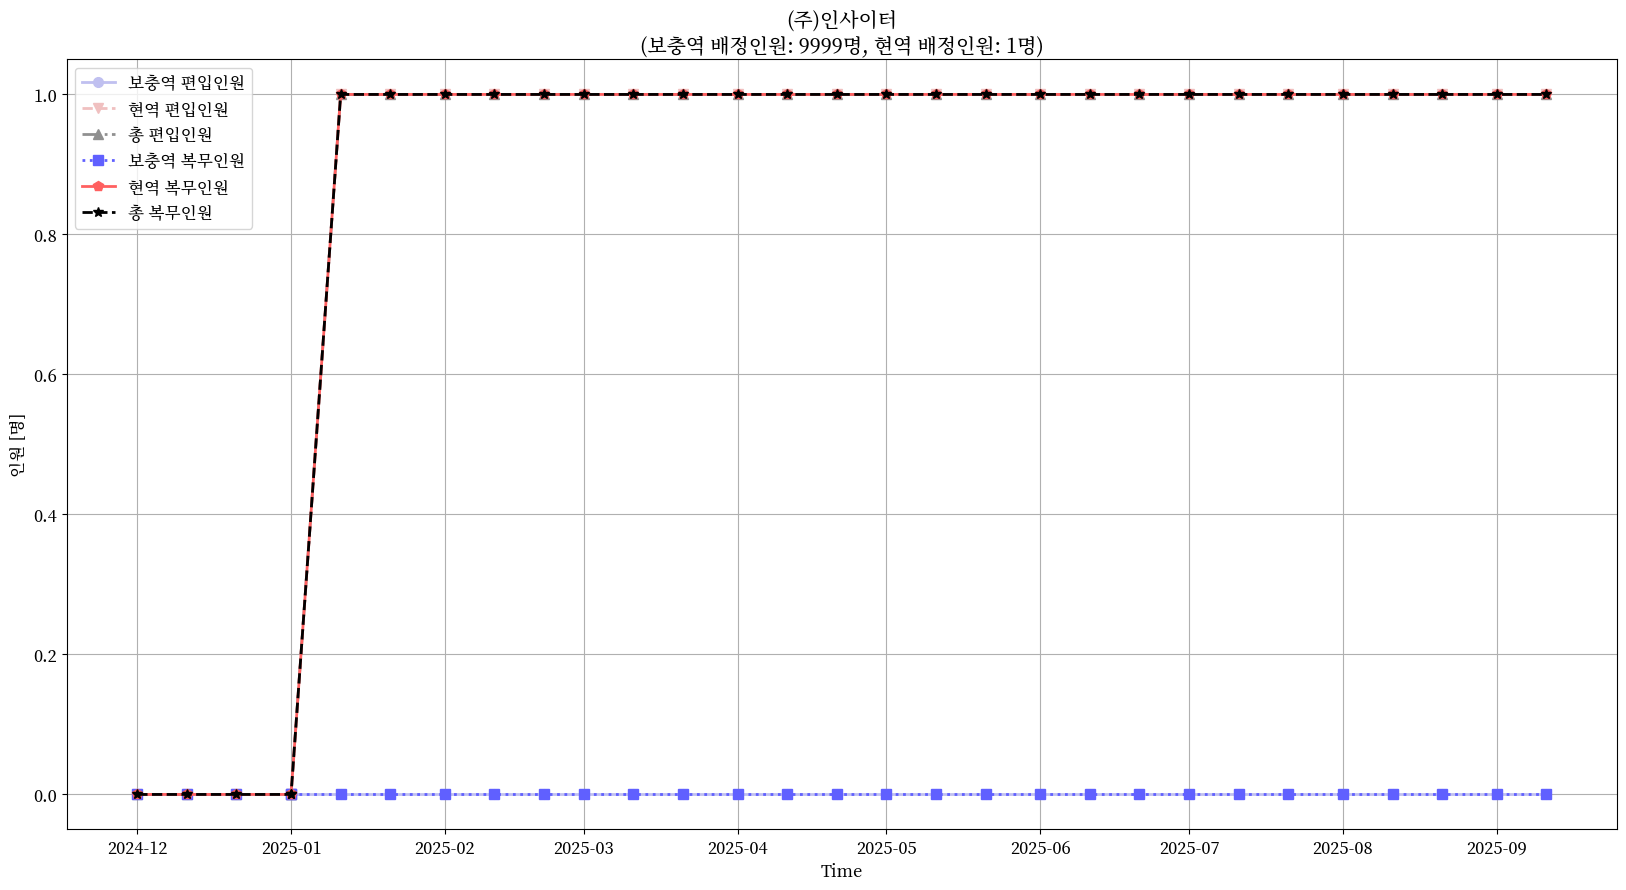 (주)인사이터
(보충역 배정인원: 9999명, 현역 배정인원: 1명)
보충역 편입인원
현역 편입인원
총 편입인원
보충역 복무인원
현역 복무인원
총 복무인원
인원 [명]
1.0
0.8
0.6
0.4
0.2
0.0
2024-12 2025-01 2025-02 2025-03 2025-04 2025-05 2025-06 2025-07 2025-08 2025-09
Time